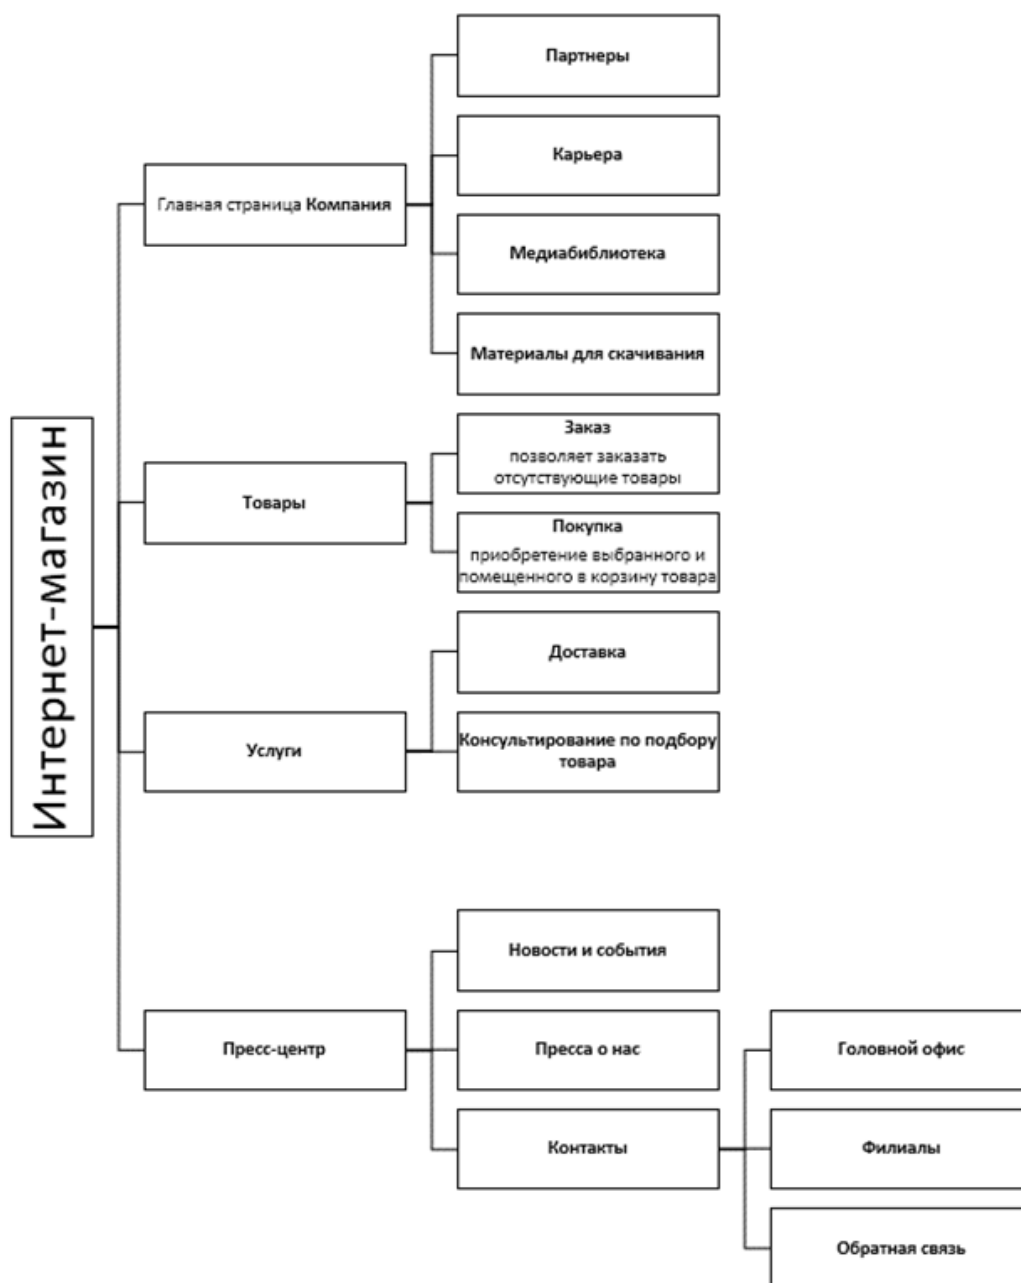 Интернет-магазин
Главная страница Компания
Партнеры
Карьера
Медиабиблиотека
Материалы для скачивания
Товары
Заказ
позволяет заказать
отсутствующие товары
Покупка
приобретение выбранного и
помещенного в корзину товара
Услуги
Доставка
Консультирование по подбору
товара
Пресс-центр
Новости и события
Пресса о нас
Контакты
Головной офис
Филиалы
Обратная связь